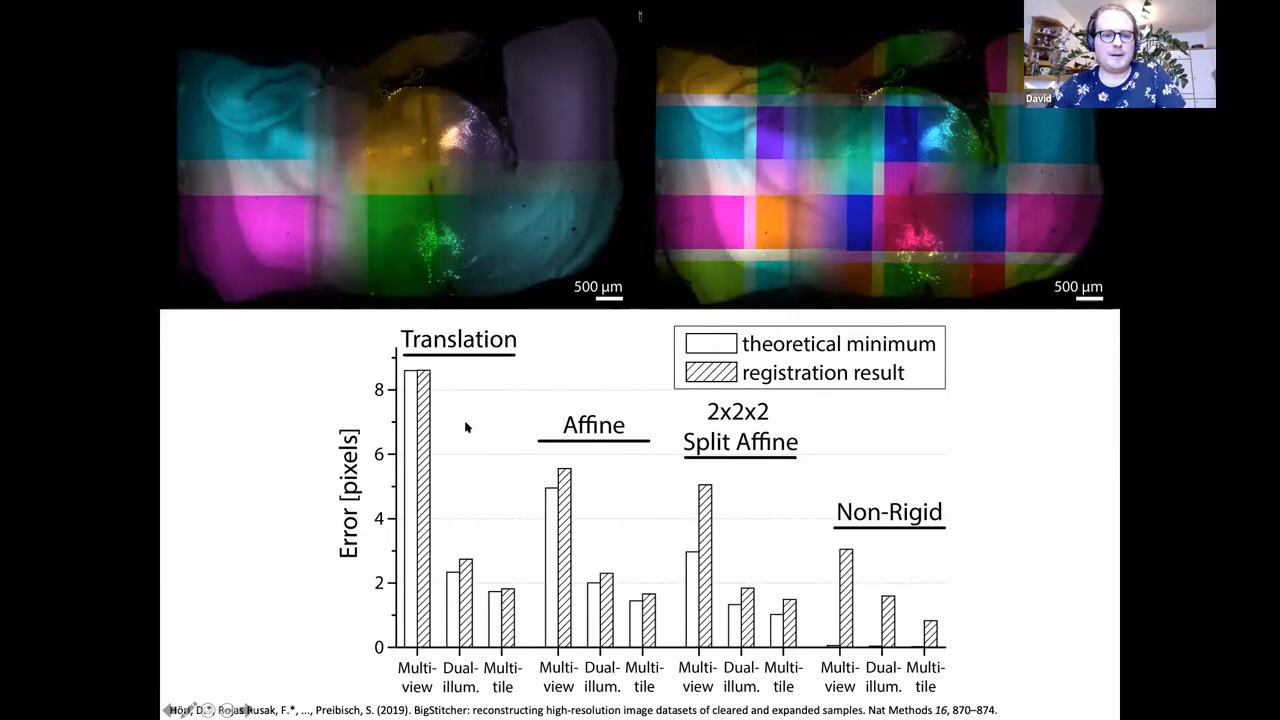 David
500 µm
500 µm
Translation
theoretical minimum
registration result
2x2x2
Affine
Split Affine
Non-Rigid
Error [pixels]
8
6
4
2
0
Multi-view
Dual-illum.
Multi-tile
Multi-view
Dual-illum.
Multi-tile
Multi-view
Dual-illum.
Multi-tile
Multi-view
Dual-illum.
Multi-tile
Hörl, D.*, Rojas Rusak, F.*, ..., Preibisch, S. (2019). BigStitcher: reconstructing high-resolution image datasets of cleared and expanded samples. Nat Methods 16, 870–874.